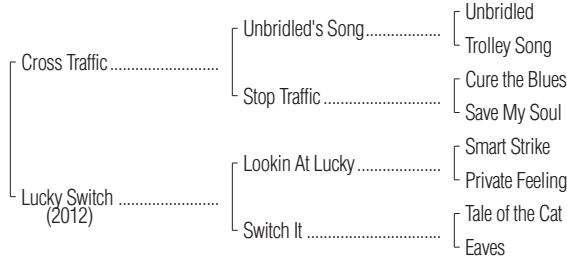 Unbridled
Unbridled's Song....................
Trolley Song
Cross Traffic............................
Cure the Blues
Stop Traffic..............................
Save My Soul
Smart Strike
Lookin At Lucky.....................
Private Feeling
Lucky Switch .........................
(2012)
Tale of the Cat
Switch It .................................
Eaves